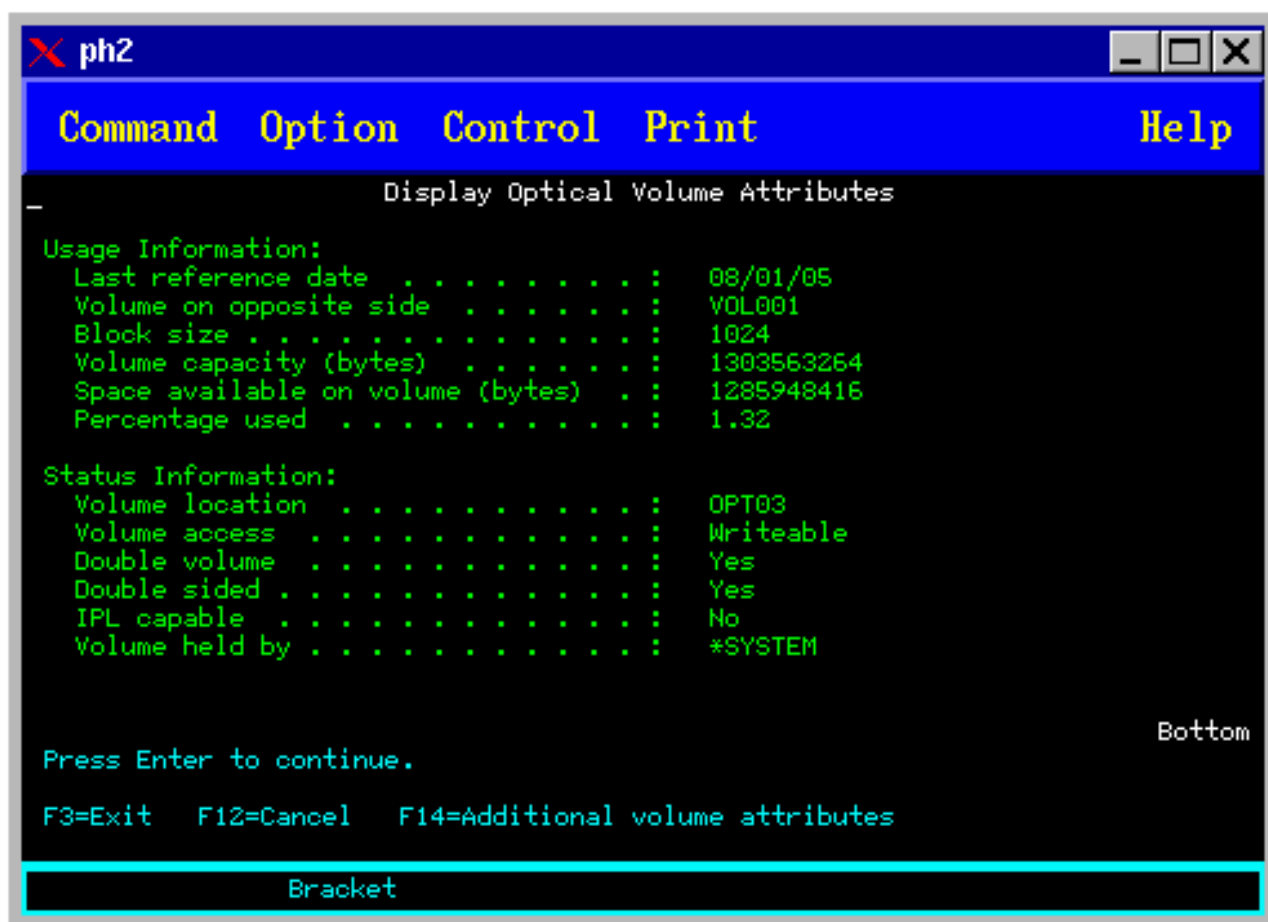 ph2
Command Option Control Print Help
Display Optical Volume Attributes
Usage Information:
Last reference date . . . . . . . . : 08/01/05
Volume on opposite side . . . . . . : VOL001
Block size . . . . . . . . . . . . . : 1024
Volume capacity (bytes) . . . . . . : 1303563264
Space available on volume (bytes) . : 1285948416
Percentage used . . . . . . . . . . : 1.32
Status Information:
Volume location . . . . . . . . . . : OPT03
Volume access . . . . . . . . . . . : Writeable
Double volume . . . . . . . . . . . : Yes
Double sided . . . . . . . . . . . . : Yes
IPL capable . . . . . . . . . . . . : No
Volume held by . . . . . . . . . . . : *SYSTEM
Bottom
Press Enter to continue.
F3=Exit F12=Cancel F14=Additional volume attributes
Bracket